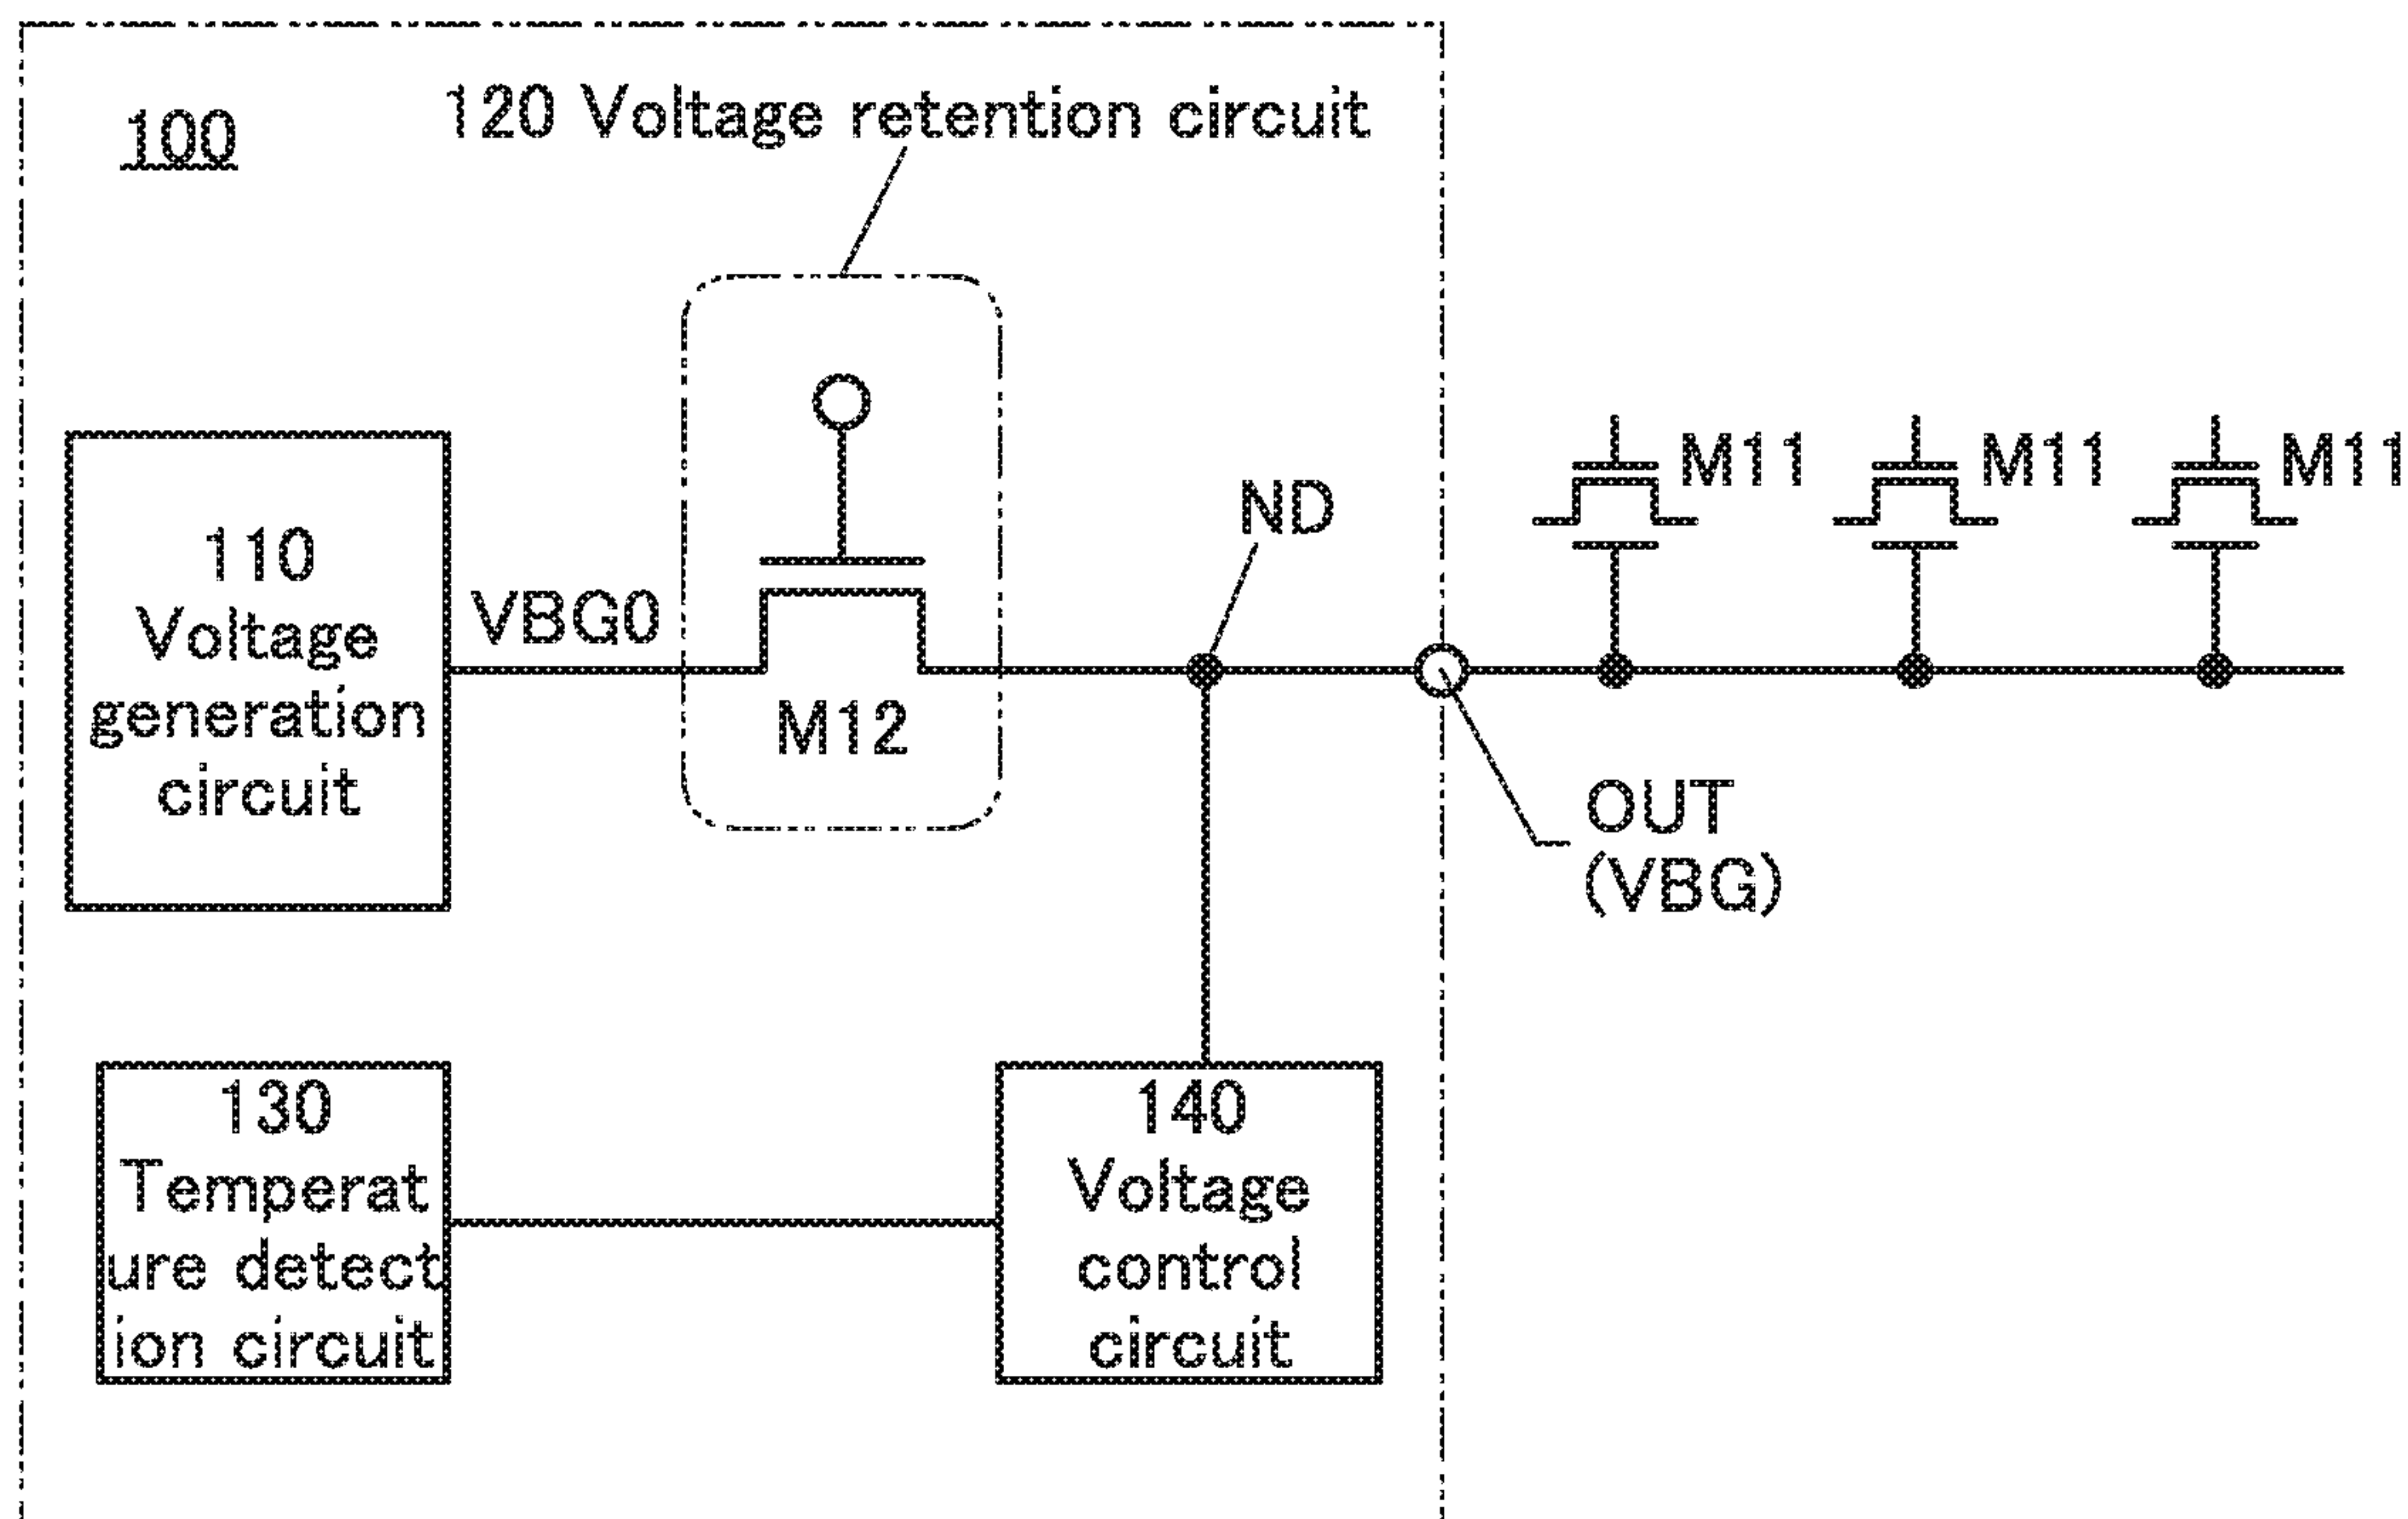 100
120 Voltage retention circuit
M11
M11
M11
ND
110
Voltage
generation
circuit
VBG0
M12
OUT
(VBG)
130
Temperat
ure detect
ion circuit
140
Voltage
control
circuit